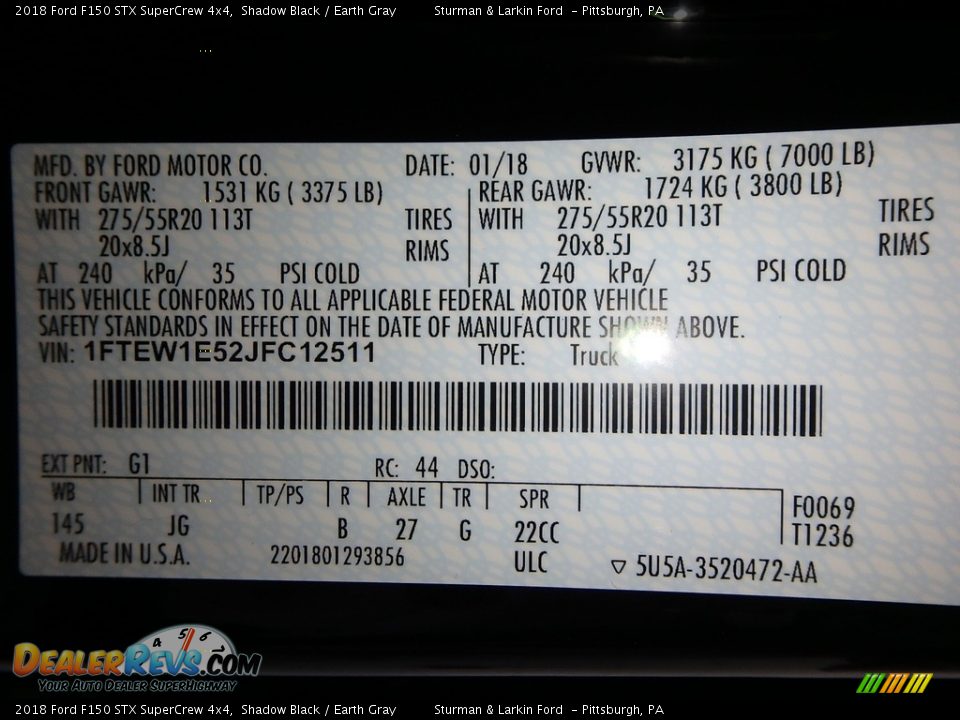 2018 Ford F150 STX SuperCrew 4x4, Shadow Black / Earth Gray Sturman & Larkin Ford - Pittsburgh, PA
...
MFD. BY FORD MOTOR CO. DATE: 01/18 GVWR: 3175 KG ( 7000 LB)
FRONT GAWR: 1531 KG ( 3375 LB) REAR GAWR: 1724 KG ( 3800 LB)
WITH 275/55R20 113T TIRES WITH 275/55R20 113T TIRES
20x8.5J RIMS 20x8.5J RIMS
AT 240 kPa/ 35 PSI COLD AT 240 kPa/ 35 PSI COLD
THIS VEHICLE CONFORMS TO ALL APPLICABLE FEDERAL MOTOR VEHICLE
SAFETY STANDARDS IN EFFECT ON THE DATE OF MANUFACTURE SHOWN ABOVE.
VIN: 1FTEW1E52JFC12511 TYPE: Truck
EXT PNT: G1 RC: 44 DSO:
WB INT TR TP/PS R AXLE TR SPR F0069
145 JG B 27 G 22CC T1236
MADE IN U.S.A. 2201801293856 ULC ▽ 5U5A-3520472-AA
4 5 6
DEALERREVS.COM
YOUR AUTO DEALER SUPERHIGHWAY
2018 Ford F150 STX SuperCrew 4x4, Shadow Black / Earth Gray Sturman & Larkin Ford - Pittsburgh, PA